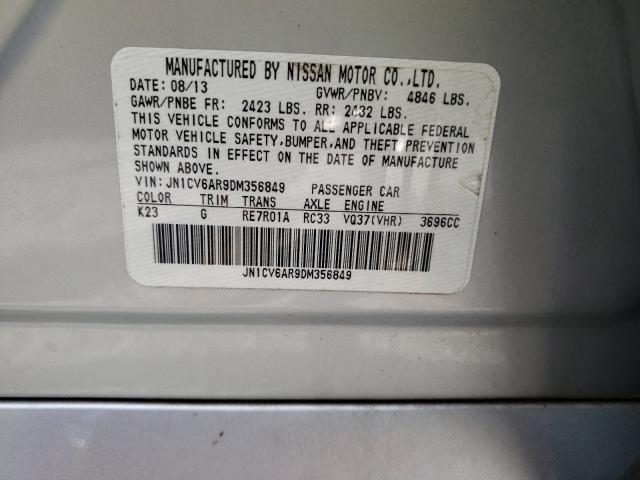 MANUFACTURED BY NISSAN MOTOR CO.,LTD.
DATE: 08/13 GVWR/PNBV: 4846 LBS.
GAWR/PNBE FR: 2423 LBS. RR: 2432 LBS.
THIS VEHICLE CONFORMS TO ALL APPLICABLE FEDERAL
MOTOR VEHICLE SAFETY,BUMPER,AND THEFT PREVENTION
STANDARDS IN EFFECT ON THE DATE OF MANUFACTURE
SHOWN ABOVE.
VIN: JN1CV6AR9DM356849 PASSENGER CAR
COLOR TRIM TRANS AXLE ENGINE
K23 G RE7R01A RC33 VQ37(VHR) 3696CC
JN1CV6AR9DM356849